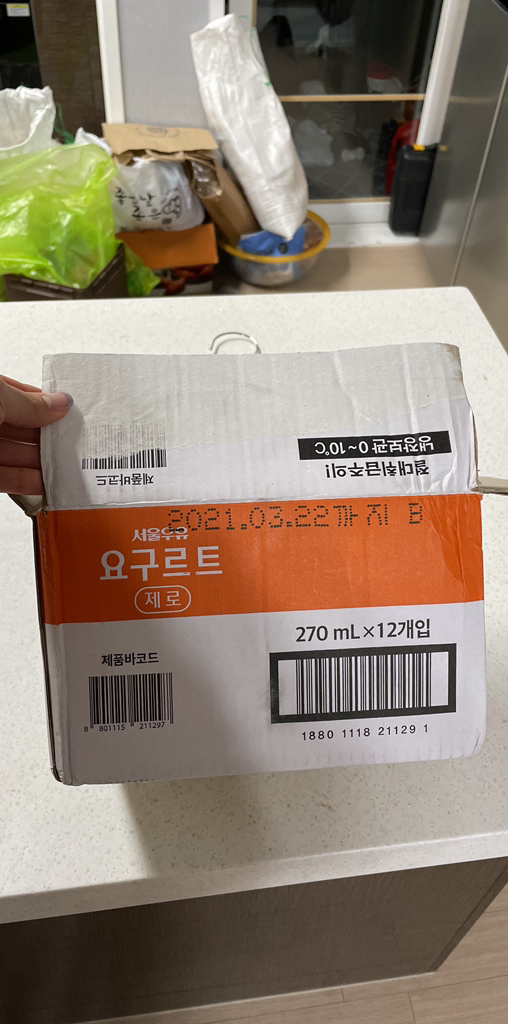 냉장보관 0~10℃
절대취급주의!
제품바코드
2021.03.22까지 B
서울우유
요구르트
제로
270 mL×12개입
제품바코드
8 801115 211297
1880 1118 21129 1